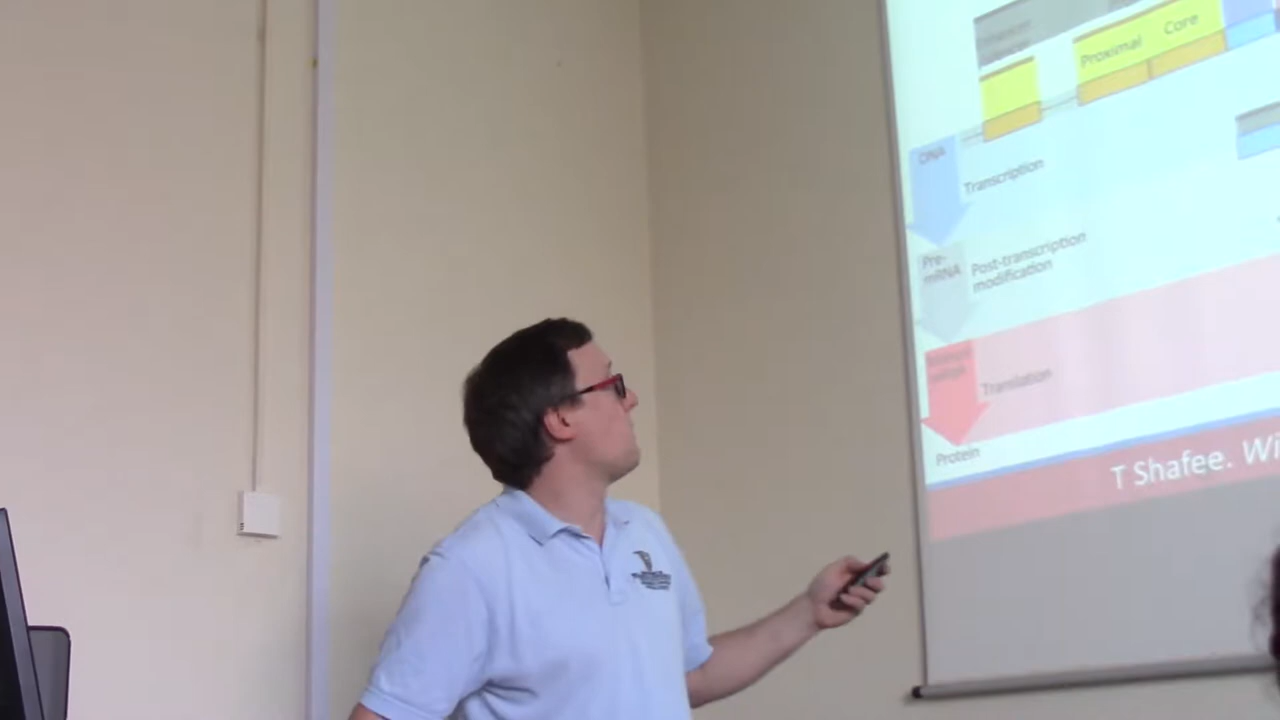 Proximal Core
DNA
Transcription
Pre-
mRNA
Post-transcription
modification
Translation
Protein
T Shafee. Wi